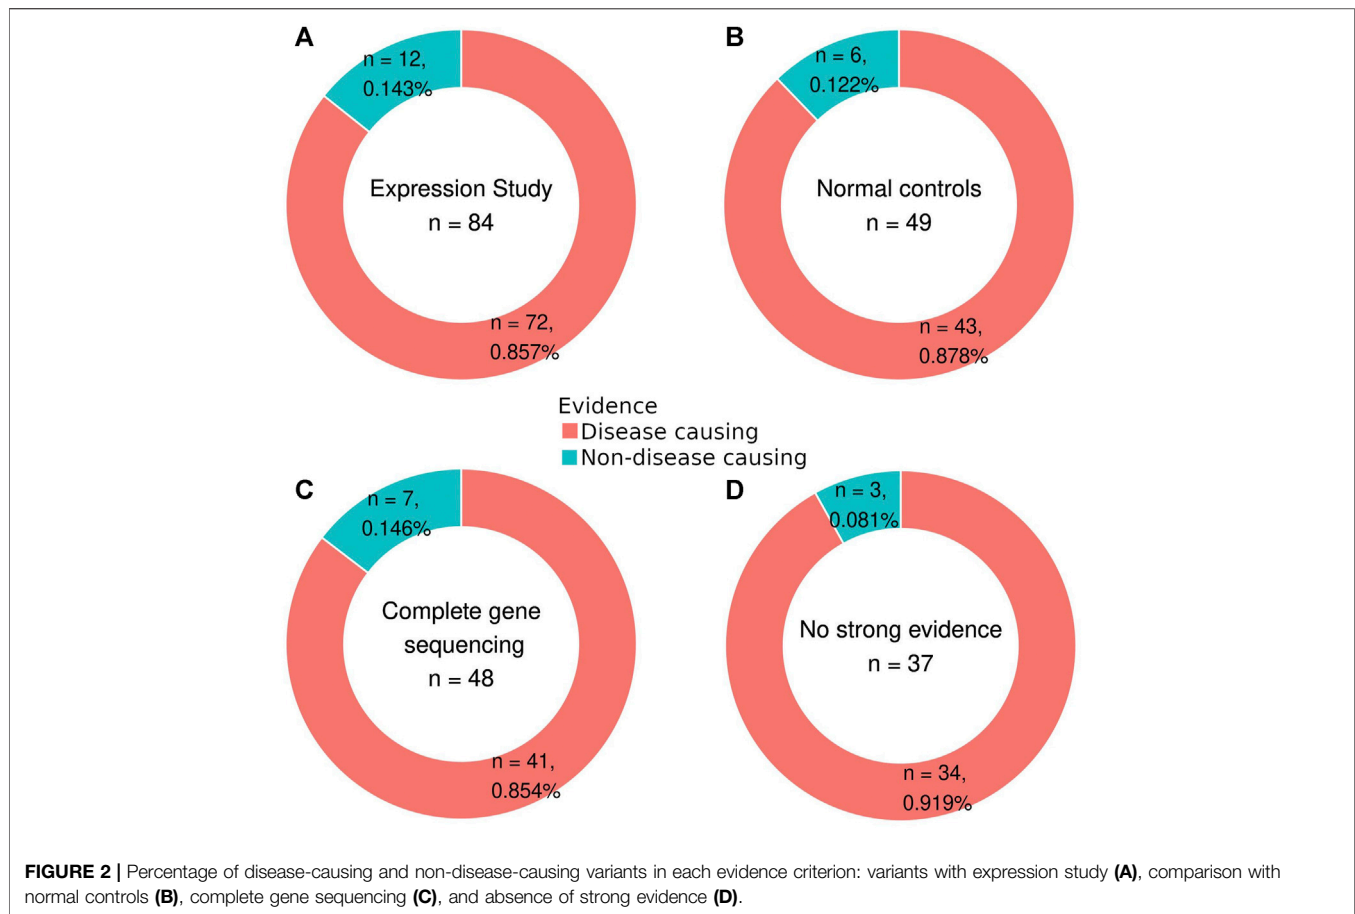 A
n = 12,
0.143%
Expression Study
n = 84
n = 72,
0.857%
B
n = 6,
0.122%
Normal controls
n = 49
n = 43,
0.878%
Evidence
Disease causing
Non-disease causing
C
n = 7,
0.146%
Complete gene
sequencing
n = 48
n = 41,
0.854%
D
n = 3,
0.081%
No strong evidence
n = 37
n = 34,
0.919%
FIGURE 2 | Percentage of disease-causing and non-disease-causing variants in each evidence criterion: variants with expression study (A), comparison with
normal controls (B), complete gene sequencing (C), and absence of strong evidence (D).